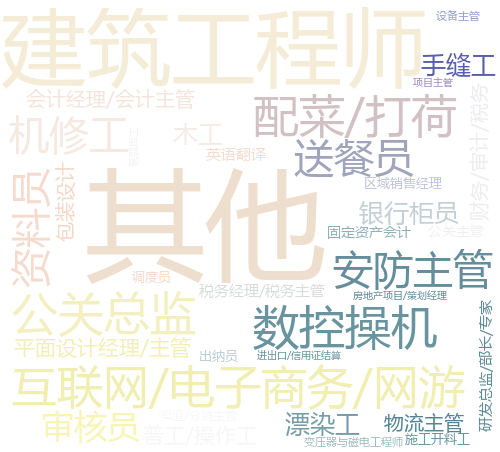 建筑工程师
设备主管
手缝工
项目主管
会计经理/会计主管
配菜/打荷
财务/审计/税务
机修工
木工
送餐员
英语翻译
资料员
包装设计
其他
区域销售经理
银行柜员
固定资产会计
公关主管
安防主管
调度员
税务经理/税务主管
房地产项目/策划经理
公关总监
数控操机
研发总监/部长/专家
平面设计经理/主管
出纳员
进出口/信用证结算
互联网/电子商务/网游
审核员
漂染工
物流主管
普工/操作工
变压器与磁电工程师
施工开料工